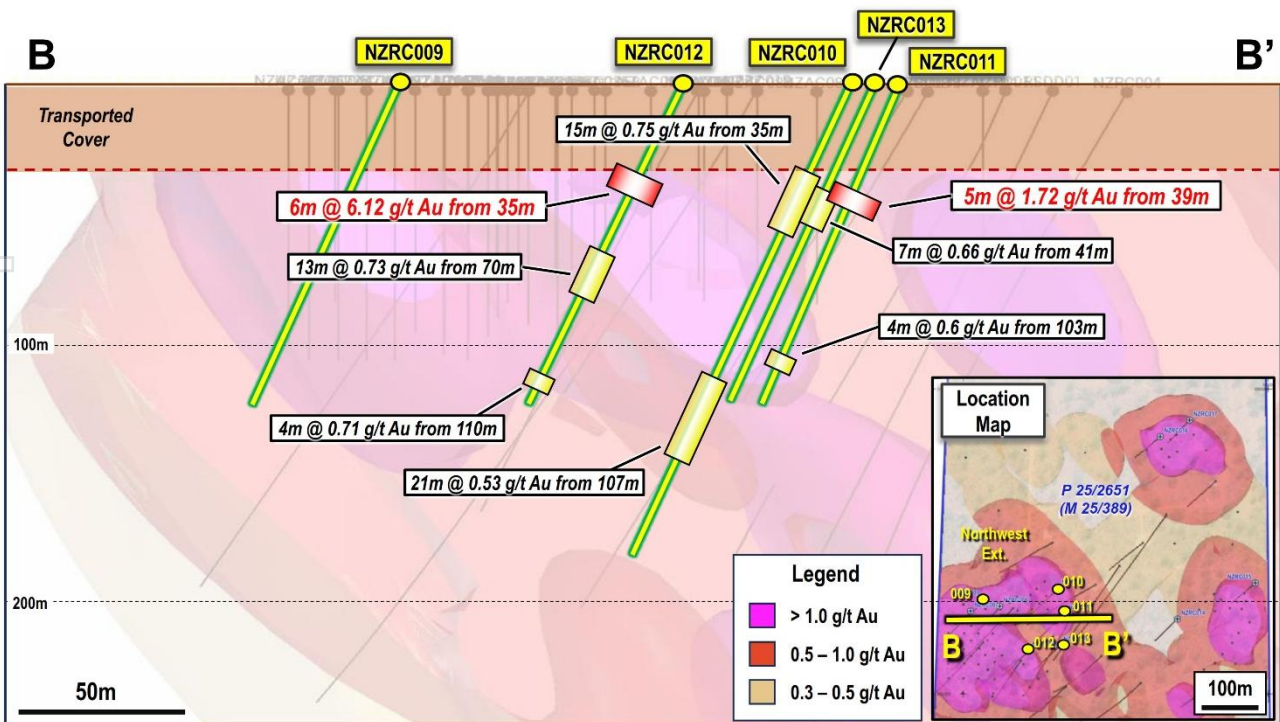 B
NZRC009
NZRC012
NZRC010
NZRC013
NZRC011
B'
Transported
Cover
15m @ 0.75 g/t Au from 35m
6m @ 6.12 g/t Au from 35m
5m @ 1.72 g/t Au from 39m
7m @ 0.66 g/t Au from 41m
13m @ 0.73 g/t Au from 70m
4m @ 0.6 g/t Au from 103m
100m
4m @ 0.71 g/t Au from 110m
21m @ 0.53 g/t Au from 107m
200m
50m
Legend
> 1.0 g/t Au
0.5 – 1.0 g/t Au
0.3 – 0.5 g/t Au
Location
Map
P 25/2651
(M 25/389)
Northwest
Ext.
009
010
011
012
013
B
B'
100m